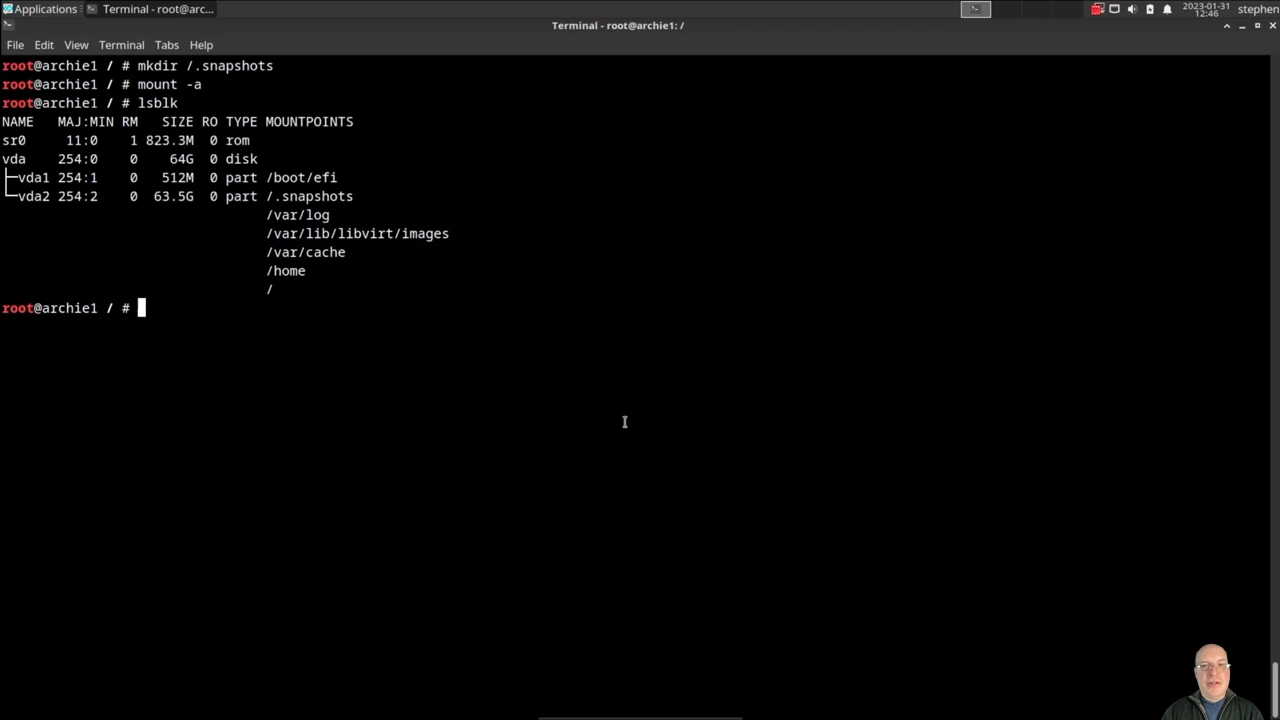 Applications
Terminal - root@arc...
2023-01-31
12:46
stephen
Terminal - root@archie1: /
File Edit View Terminal Tabs Help
root@archie1 / # mkdir /.snapshots
root@archie1 / # mount -a
root@archie1 / # lsblk
NAME   MAJ:MIN RM   SIZE RO TYPE MOUNTPOINTS
sr0     11:0    1 823.3M  0 rom
vda    254:0    0    64G  0 disk
├─vda1 254:1    0   512M  0 part /boot/efi
└─vda2 254:2    0  63.5G  0 part /.snapshots
/var/log
/var/lib/libvirt/images
/var/cache
/home
/
root@archie1 / #